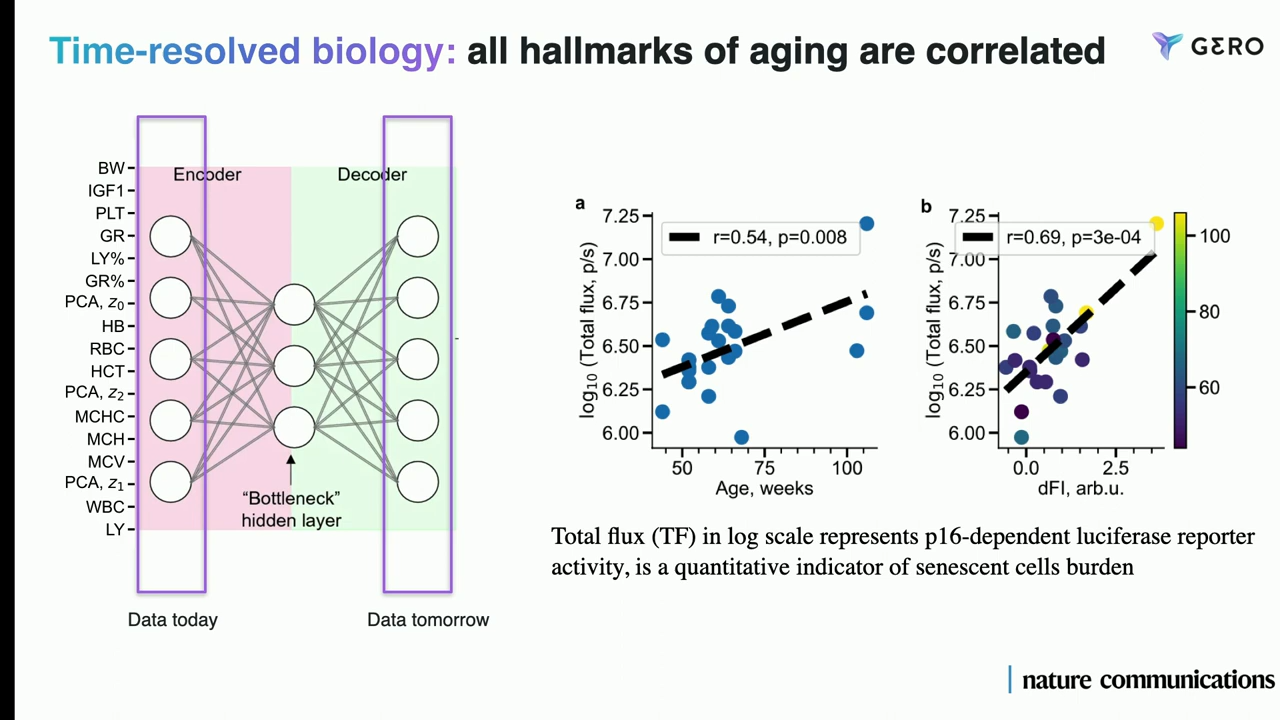 Time-resolved biology: all hallmarks of aging are correlated
GERO
BW
IGF1
PLT
GR
LY%
GR%
PCA, z₀
HB
RBC
HCT
PCA, z₂
MCHC
MCH
MCV
PCA, z₁
WBC
LY
Encoder
Decoder
"Bottleneck"
hidden layer
Data today
Data tomorrow
a
log₁₀ (Total flux, p/s)
7.25
7.00
6.75
6.50
6.25
6.00
r=0.54, p=0.008
50
75
100
Age, weeks
b
log₁₀ (Total flux, p/s)
7.25
7.00
6.75
6.50
6.25
6.00
r=0.69, p=3e-04
0.0
2.5
dFI, arb.u.
100
80
60
Total flux (TF) in log scale represents p16-dependent luciferase reporter
activity, is a quantitative indicator of senescent cells burden
nature communications